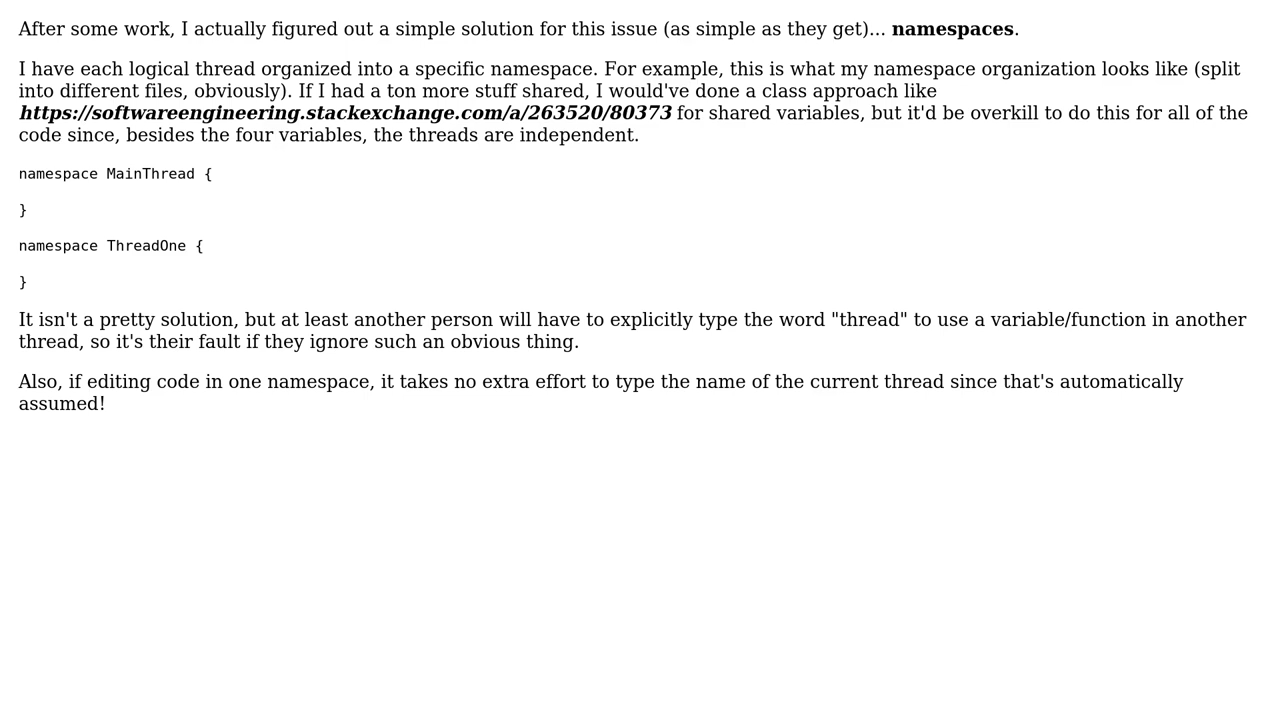 After some work, I actually figured out a simple solution for this issue (as simple as they get)... namespaces.
I have each logical thread organized into a specific namespace. For example, this is what my namespace organization looks like (split
into different files, obviously). If I had a ton more stuff shared, I would've done a class approach like
https://softwareengineering.stackexchange.com/a/263520/80373 for shared variables, but it'd be overkill to do this for all of the
code since, besides the four variables, the threads are independent.
namespace MainThread {
}
namespace ThreadOne {
}
It isn't a pretty solution, but at least another person will have to explicitly type the word "thread" to use a variable/function in another
thread, so it's their fault if they ignore such an obvious thing.
Also, if editing code in one namespace, it takes no extra effort to type the name of the current thread since that's automatically
assumed!